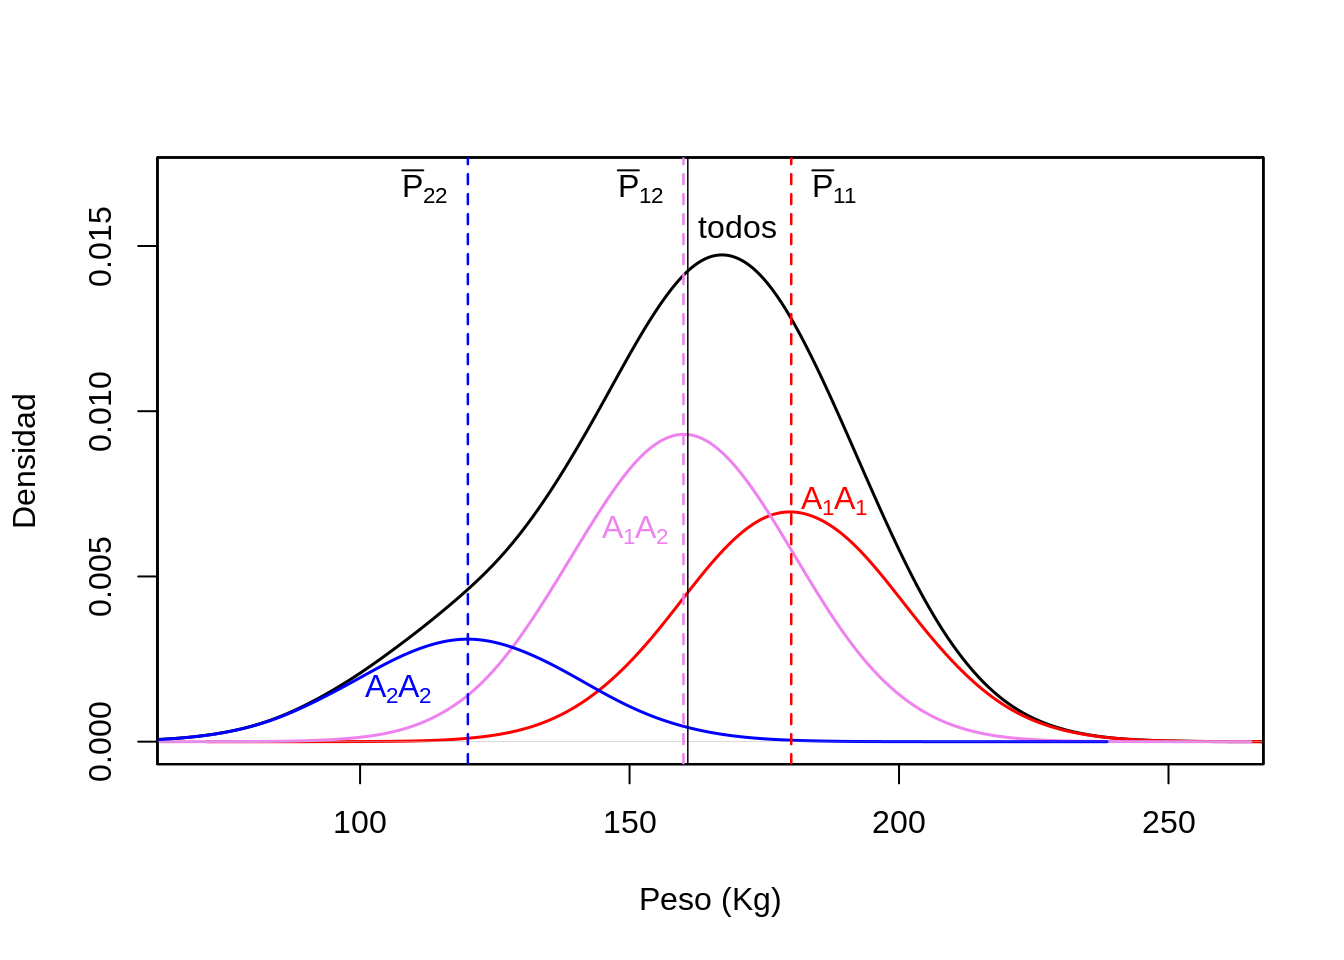 P̅₂₂ P̅₁₂ P̅₁₁
todos
A₁A₁
A₁A₂
A₂A₂
Densidad
0.015
0.010
0.005
0.000
100 150 200 250
Peso (Kg)